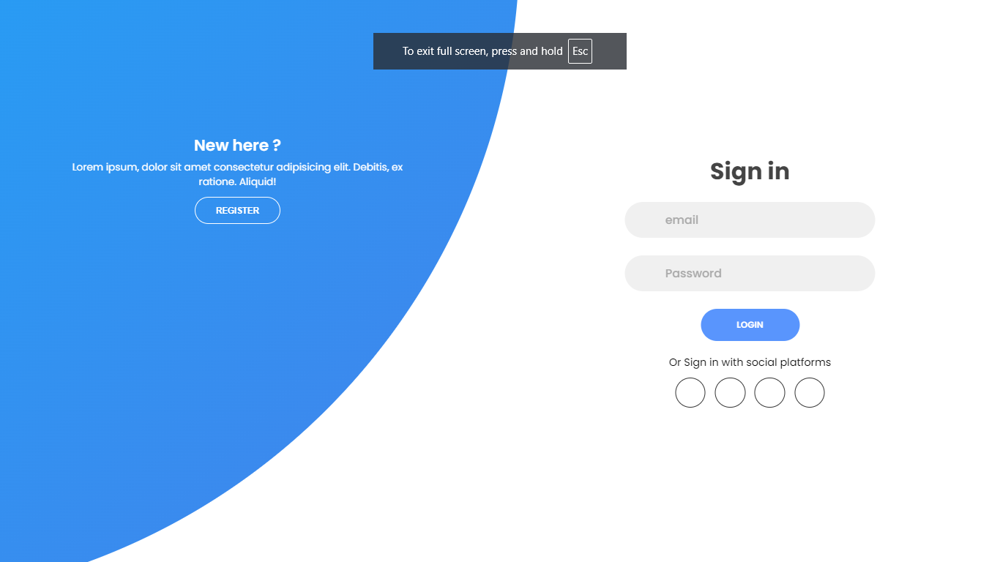 To exit full screen, press and hold Esc
New here ?
Lorem ipsum, dolor sit amet consectetur adipisicing elit. Debitis, ex
ratione. Aliquid!
REGISTER
Sign in
email
Password
LOGIN
Or Sign in with social platforms